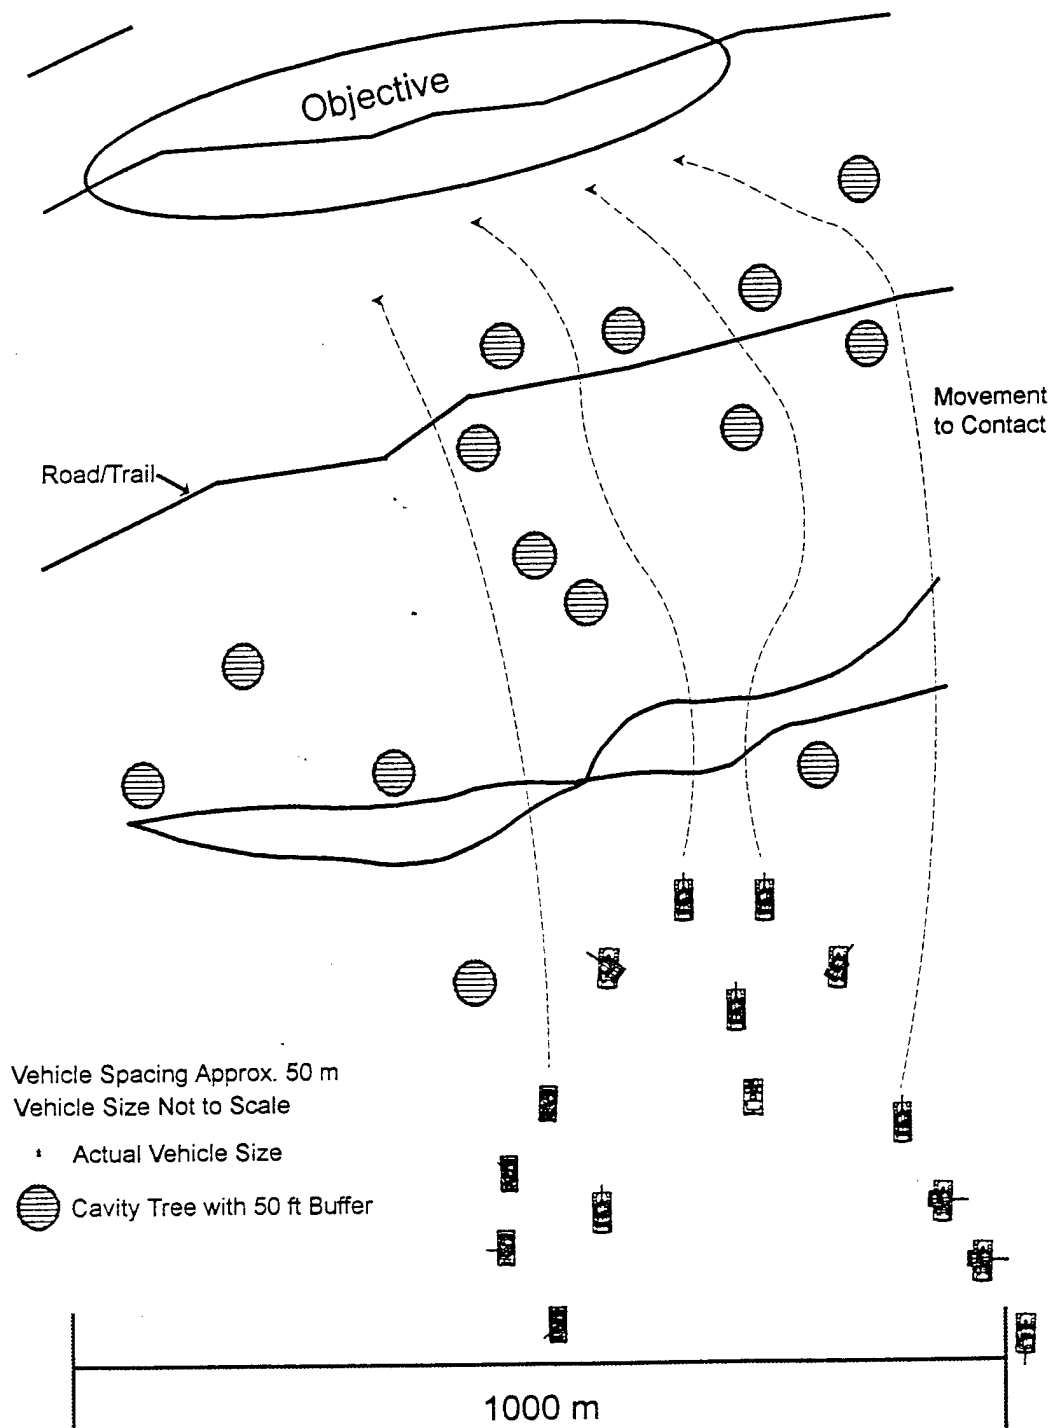 Objective
Movement
to Contact
Road/Trail
Vehicle Spacing Approx. 50 m
Vehicle Size Not to Scale
Actual Vehicle Size
Cavity Tree with 50 ft Buffer
1000 m